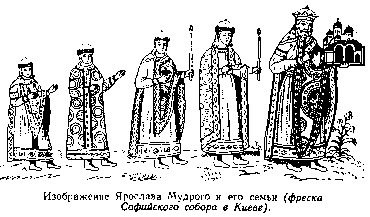 Изображение Ярослава Мудрого и его семьи (фреска
Софийского собора в Киеве).